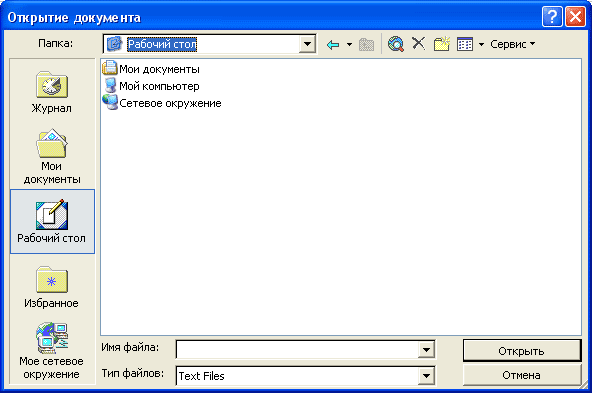 Открытие документа
Папка:
Рабочий стол
Сервис
Журнал
Мои
документы
Рабочий стол
Избранное
Мое сетевое
окружение
Мои документы
Мой компьютер
Сетевое окружение
Имя файла:
Открыть
Тип файлов:
Text Files
Отмена